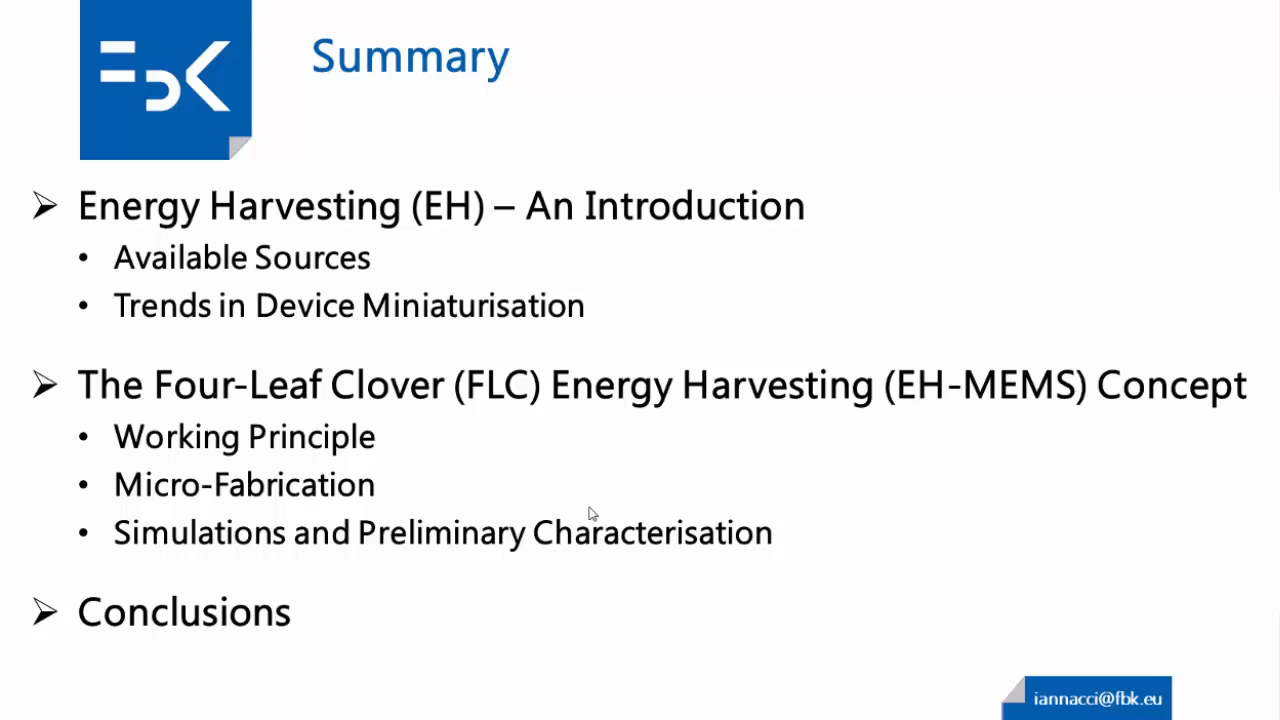 FBK
Summary
➢ Energy Harvesting (EH) – An Introduction
• Available Sources
• Trends in Device Miniaturisation
➢ The Four-Leaf Clover (FLC) Energy Harvesting (EH-MEMS) Concept
• Working Principle
• Micro-Fabrication
• Simulations and Preliminary Characterisation
➢ Conclusions
iannacci@fbk.eu